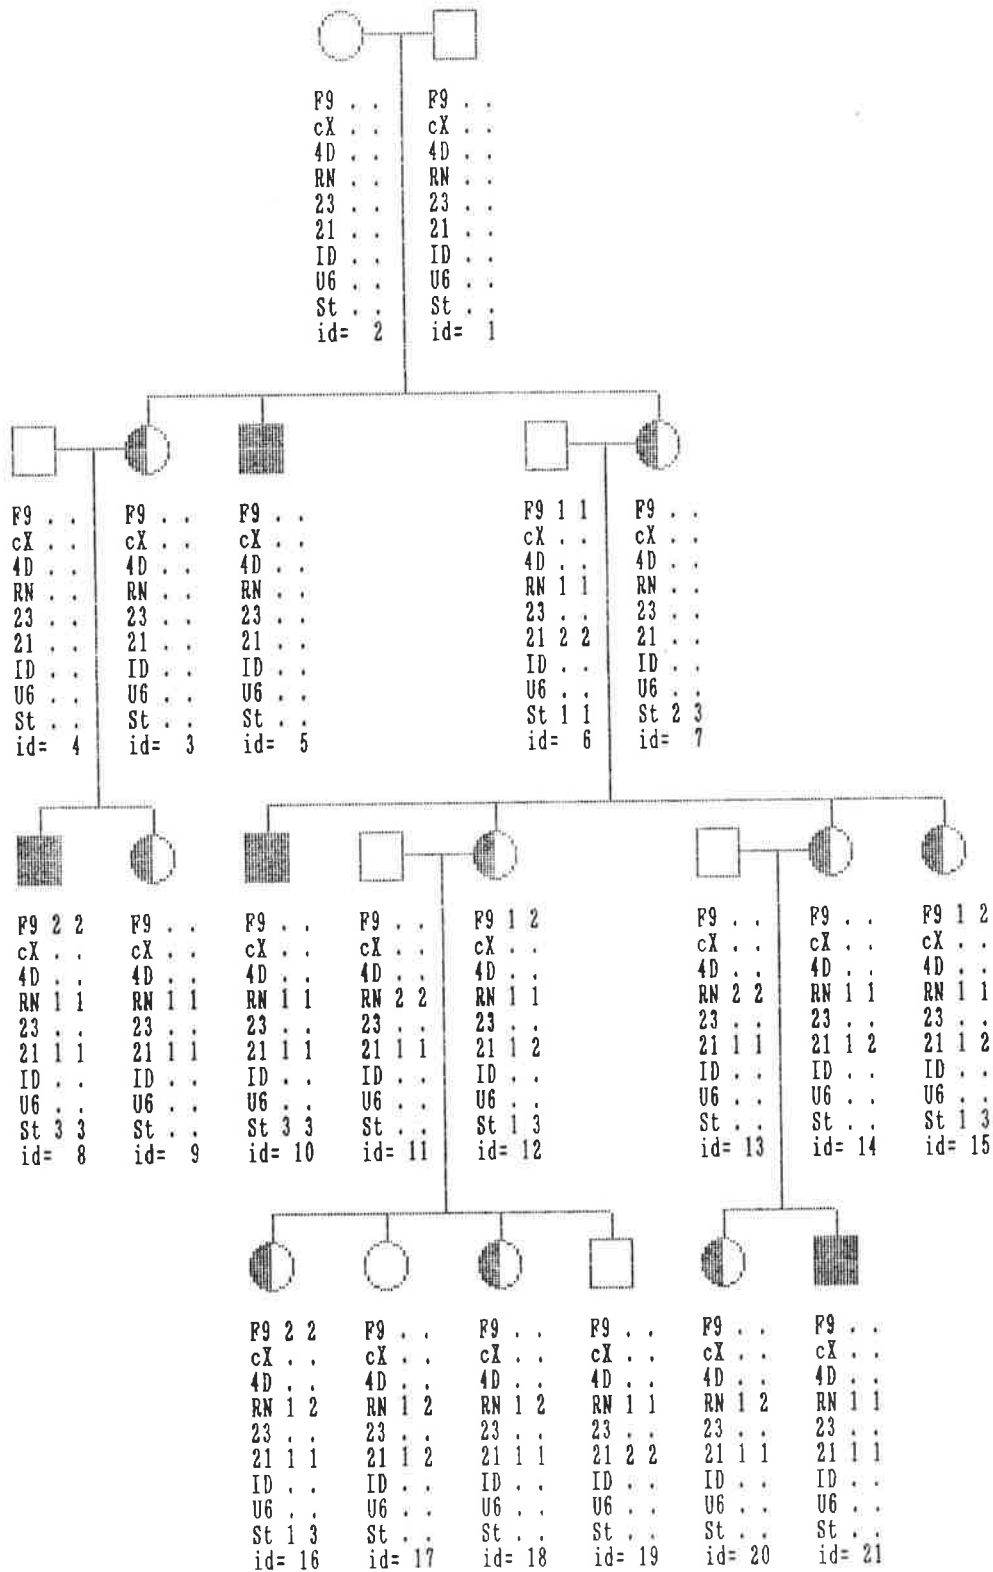 F9 . . F9 . .
cX . . cX . .
4D . . 4D . .
RN . . RN . .
23 . . 23 . .
21 . . 21 . .
ID . . ID . .
U6 . . U6 . .
St . . St . .
id= 2 id= 1
F9 . . F9 . . F9 . . F9 1 1 F9 . .
cX . . cX . . cX . . cX . . cX . .
4D . . 4D . . 4D . . 4D . . 4D . .
RN . . RN . . RN . . RN 1 1 RN . .
23 . . 23 . . 23 . . 23 . . 23 . .
21 . . 21 . . 21 . . 21 2 2 21 . .
ID . . ID . . ID . . ID . . ID . .
U6 . . U6 . . U6 . . U6 . . U6 . .
St . . St . . St . . St 1 1 St 2 3
id= 4 id= 3 id= 5 id= 6 id= 7
F9 2 2 F9 . . F9 . . F9 . . F9 1 2 F9 . . F9 . . F9 1 2
cX . . cX . . cX . . cX . . cX . . cX . . cX . . cX . .
4D . . 4D . . 4D . . 4D . . 4D . . 4D . . 4D . . 4D . .
RN 1 1 RN 1 1 RN 1 1 RN 2 2 RN 1 1 RN 2 2 RN 1 1 RN 1 1
23 . . 23 . . 23 . . 23 . . 23 . . 23 . . 23 . . 23 . .
21 1 1 21 1 1 21 1 1 21 1 1 21 1 2 21 1 1 21 1 2 21 1 2
ID . . ID . . ID . . ID . . ID . . ID . . ID . . ID . .
U6 . . U6 . . U6 . . U6 . . U6 . . U6 . . U6 . . U6 . .
St 3 3 St . . St 3 3 St . . St 1 3 St . . St . . St 1 3
id= 8 id= 9 id= 10 id= 11 id= 12 id= 13 id= 14 id= 15
F9 2 2 F9 . . F9 . . F9 . . F9 . . F9 . .
cX . . cX . . cX . . cX . . cX . . cX . .
4D . . 4D . . 4D . . 4D . . 4D . . 4D . .
RN 1 2 RN 1 2 RN 1 2 RN 1 1 RN 1 2 RN 1 1
23 . . 23 . . 23 . . 23 . . 23 . . 23 . .
21 1 1 21 1 2 21 1 1 21 2 2 21 1 1 21 1 1
ID . . ID . . ID . . ID . . ID . . ID . .
U6 . . U6 . . U6 . . U6 . . U6 . . U6 . .
St 1 3 St . . St . . St . . St . . St . .
id= 16 id= 17 id= 18 id= 19 id= 20 id= 21